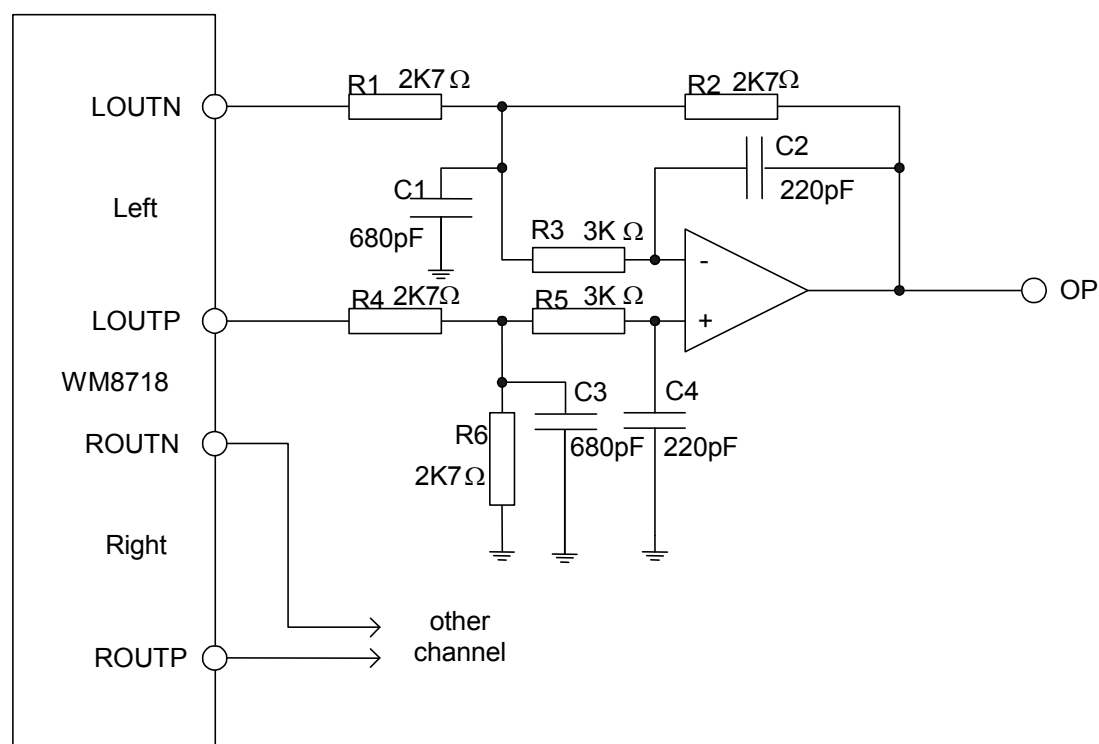 R1 2K7 Ω
R2 2K7Ω
LOUTN
C2
220pF
C1
680pF
Left
R3 3K Ω
-
R4 2K7Ω
R5 3K Ω
LOUTP
+
OP
WM8718
C3
680pF
C4
220pF
R6
2K7Ω
ROUTN
Right
other
channel
ROUTP